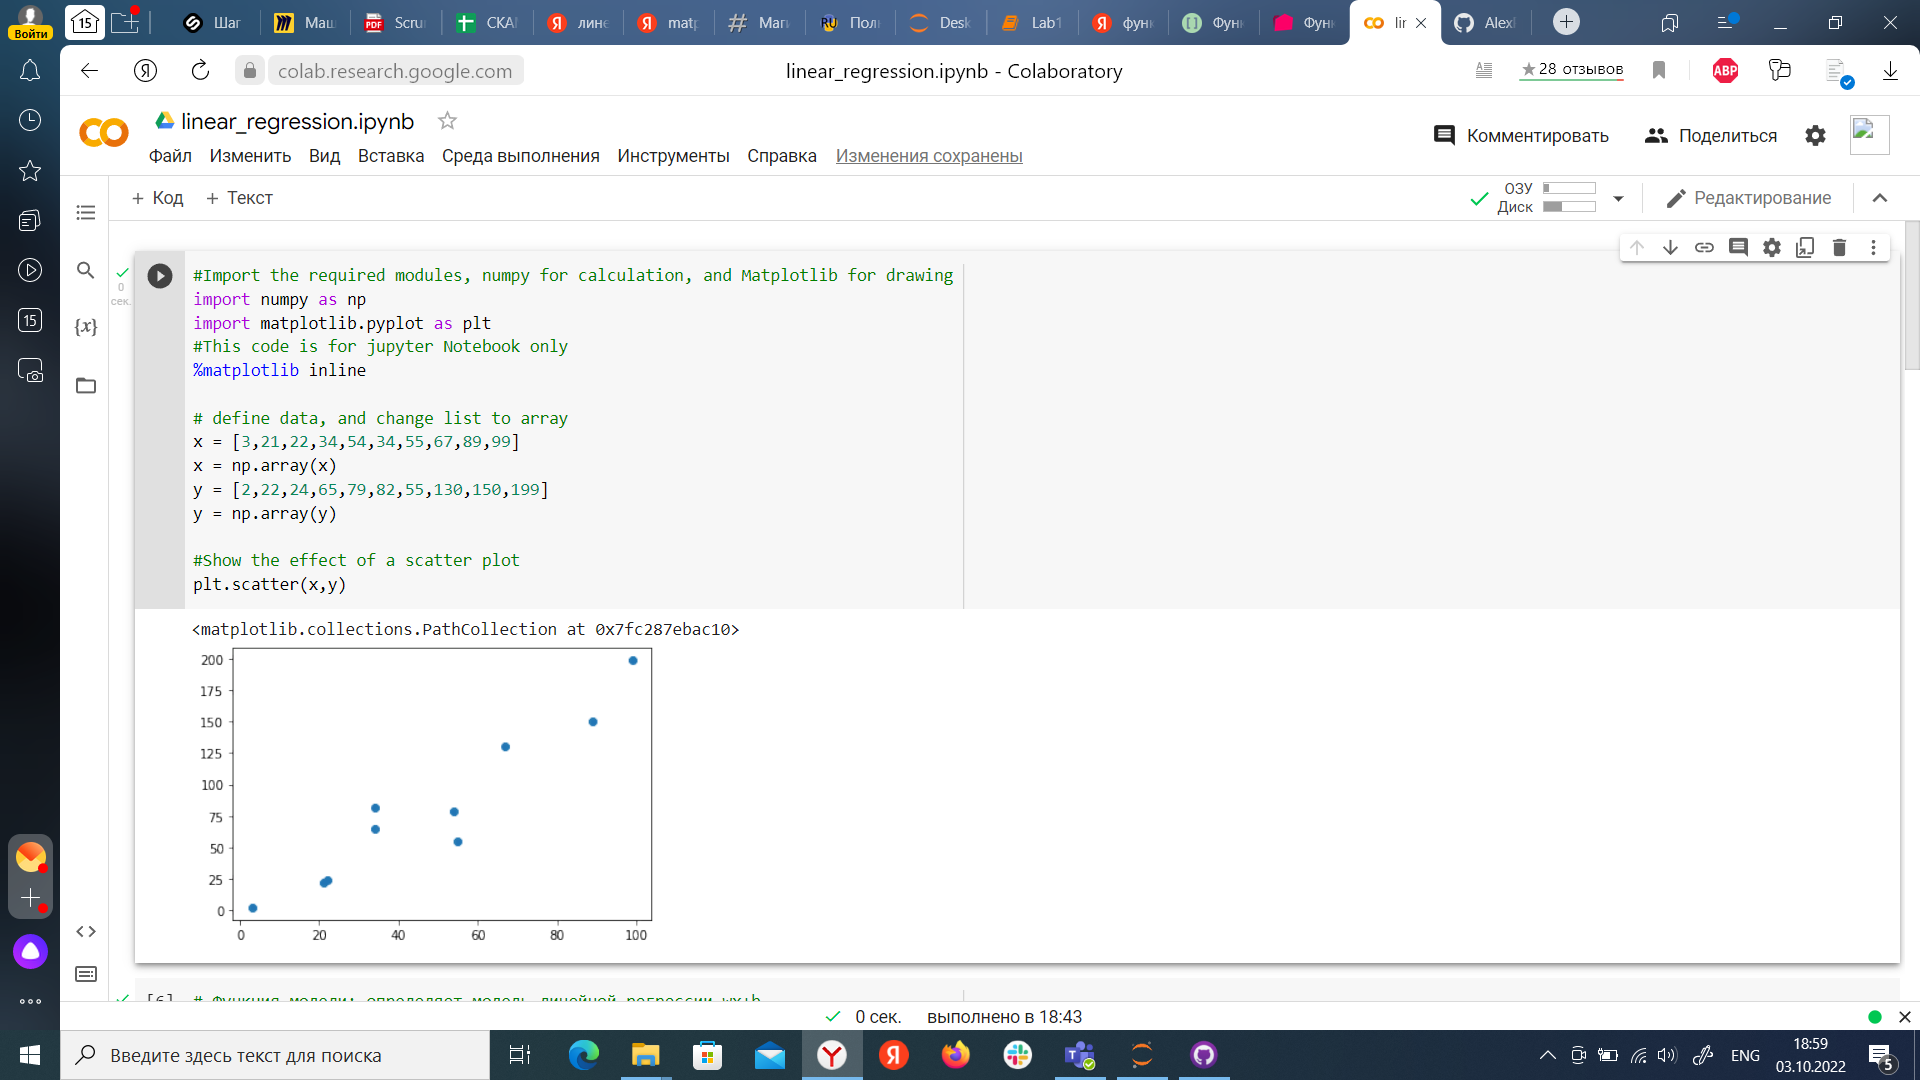 Войти
15
Шаг
Маш
Scru
СКА
лине
матр
Маги
Полн
Desk
Lab1
функ
Функ
Функ
lir
Alex
colab.research.google.com
linear_regression.ipynb - Colaboratory
28 отзывов
ABP
linear_regression.ipynb
Файл Изменить Вид Вставка Среда выполнения Инструменты Справка Изменения сохранены
Комментировать
Поделиться
+ Код + Текст
ОЗУ
Диск
Редактирование
15
{x}
0
сек.
#Import the required modules, numpy for calculation, and Matplotlib for drawing
import numpy as np
import matplotlib.pyplot as plt
#This code is for jupyter Notebook only
%matplotlib inline
# define data, and change list to array
x = [3,21,22,34,54,34,55,67,89,99]
x = np.array(x)
y = [2,22,24,65,79,82,55,130,150,199]
y = np.array(y)
#Show the effect of a scatter plot
plt.scatter(x,y)
<matplotlib.collections.PathCollection at 0x7fc287ebac10>
200
175
150
125
100
75
50
25
0
0 20 40 60 80 100
[6] # Функция модели: определяет модель линейной регрессии wx+b
0 сек. выполнено в 18:43
Введите здесь текст для поиска
ENG
18:59
03.10.2022
5